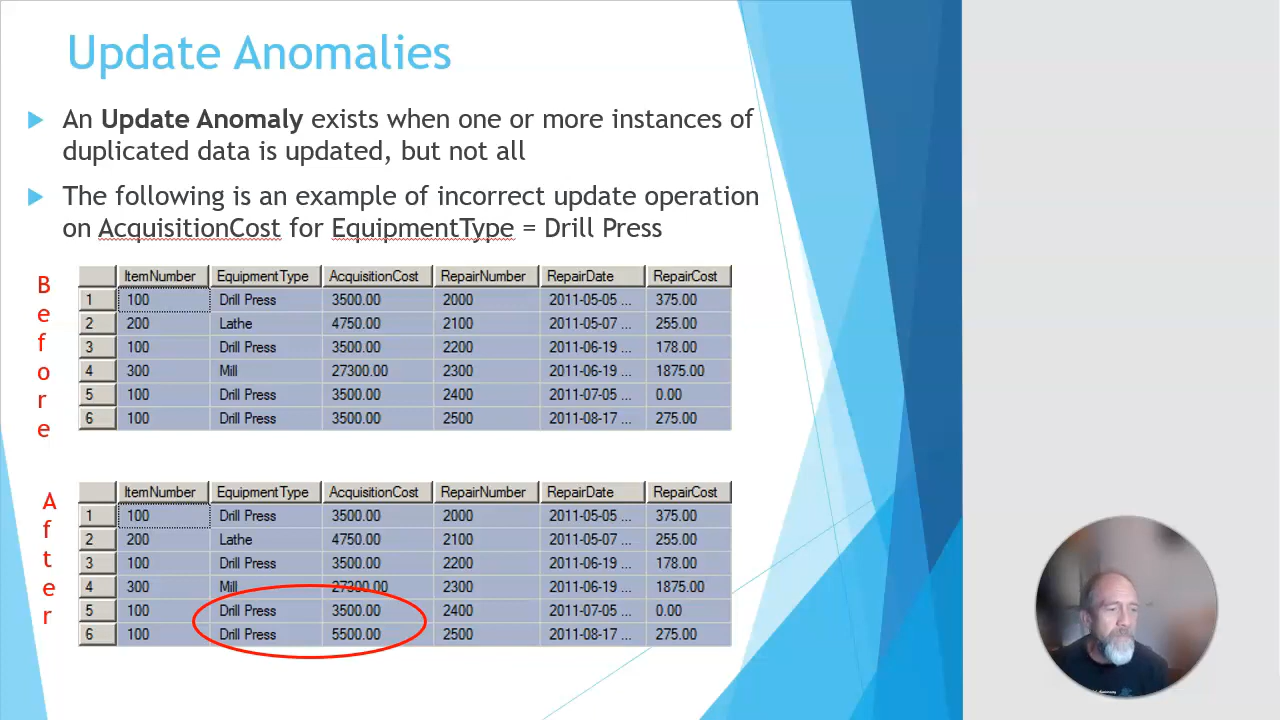 Update Anomalies
An Update Anomaly exists when one or more instances of
duplicated data is updated, but not all
The following is an example of incorrect update operation
on AcquisitionCost for EquipmentType = Drill Press
Before
ItemNumber EquipmentType AcquisitionCost RepairNumber RepairDate RepairCost
1 100 Drill Press 3500.00 2000 2011-05-05 ... 375.00
2 200 Lathe 4750.00 2100 2011-05-07 ... 255.00
3 100 Drill Press 3500.00 2200 2011-06-19 ... 178.00
4 300 Mill 27300.00 2300 2011-06-19 ... 1875.00
5 100 Drill Press 3500.00 2400 2011-07-05 ... 0.00
6 100 Drill Press 3500.00 2500 2011-08-17 ... 275.00
After
ItemNumber EquipmentType AcquisitionCost RepairNumber RepairDate RepairCost
1 100 Drill Press 3500.00 2000 2011-05-05 ... 375.00
2 200 Lathe 4750.00 2100 2011-05-07 ... 255.00
3 100 Drill Press 3500.00 2200 2011-06-19 ... 178.00
4 300 Mill 27300.00 2300 2011-06-19 ... 1875.00
5 100 Drill Press 3500.00 2400 2011-07-05 ... 0.00
6 100 Drill Press 5500.00 2500 2011-08-17 ... 275.00